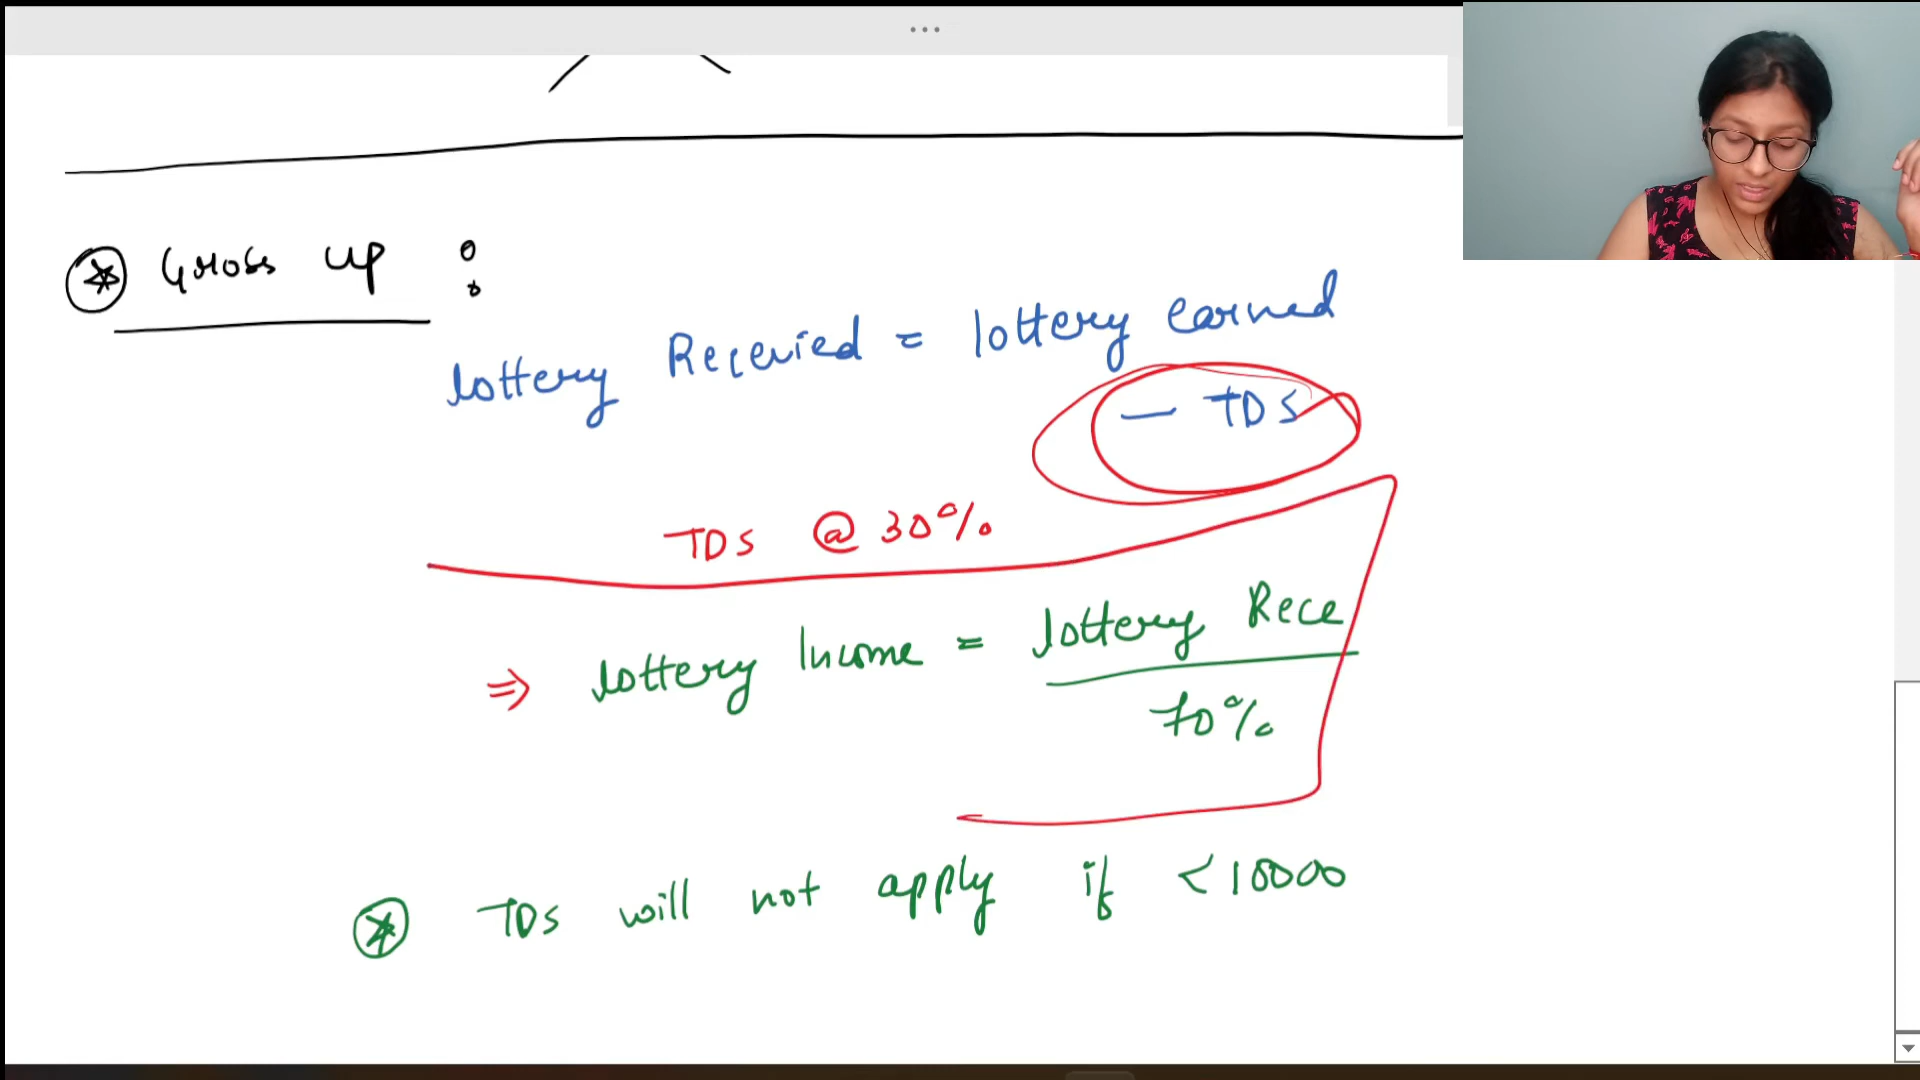 Gross up :
lottery Recevied = lottery earned
- TDS
TDS @ 30%
⇒ lottery Income = lottery Rece
70%
TDS will not apply if < 10000